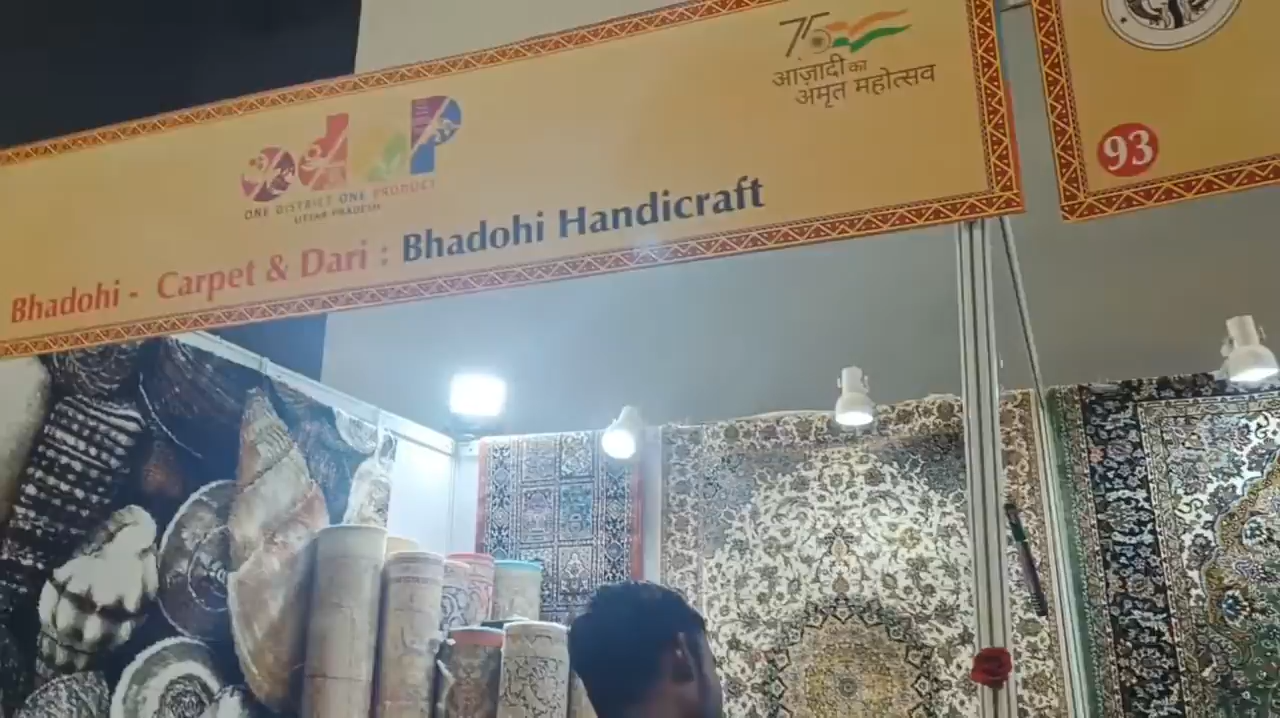 75
आज़ादी का
अमृत महोत्सव
odop
ONE DISTRICT ONE PRODUCT
UTTAR PRADESH
Bhadohi - Carpet & Dari : Bhadohi Handicraft
93